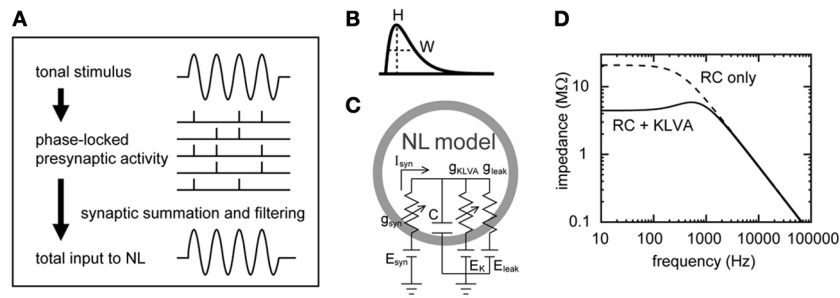 A
tonal stimulus
phase-locked
presynaptic activity
synaptic summation and filtering
total input to NL
B
H
W
C
NL model
Isyn
gKLVA gleak
gsyn
C
Esyn
EK
Eleak
D
impedance (MΩ)
10
1
0.1
RC only
RC + KLVA
10 100 1000 10000 100000
frequency (Hz)